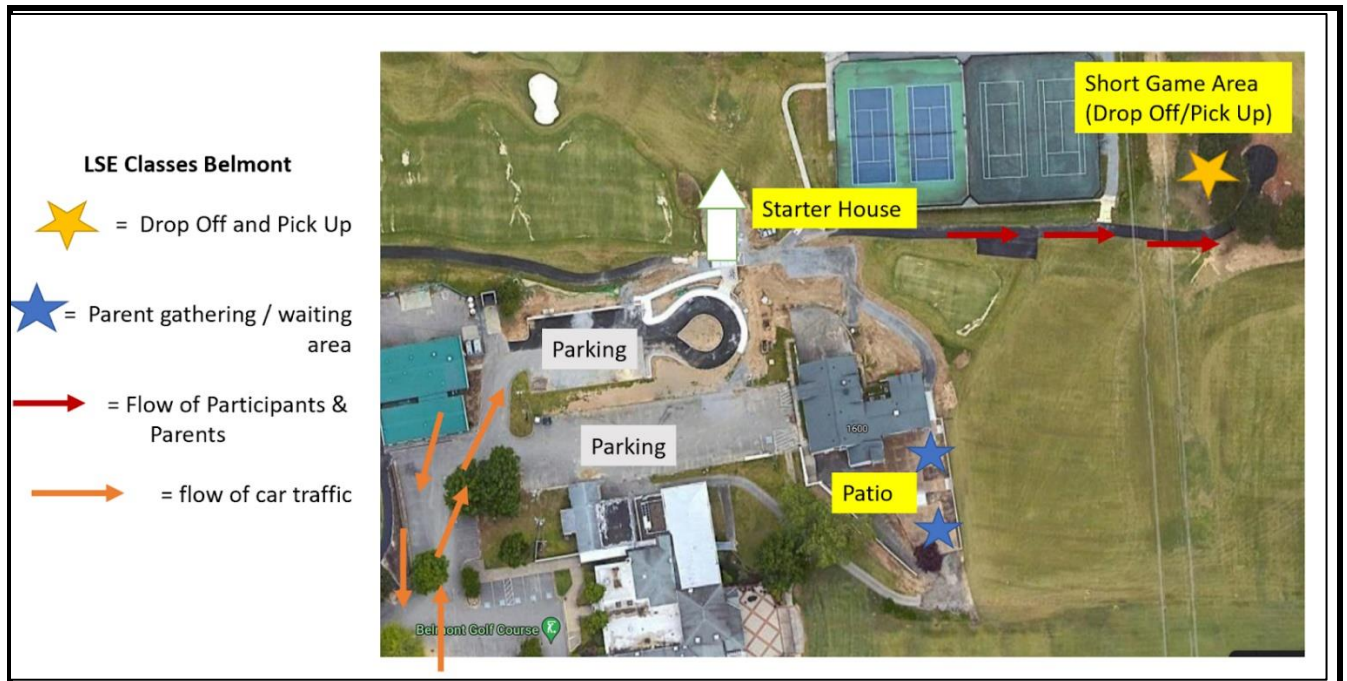 LSE Classes Belmont
= Drop Off and Pick Up
= Parent gathering / waiting
area
= Flow of Participants &
Parents
= flow of car traffic
Short Game Area
(Drop Off/Pick Up)
Starter House
Parking
Parking
1600
Patio
Belmont Golf Course